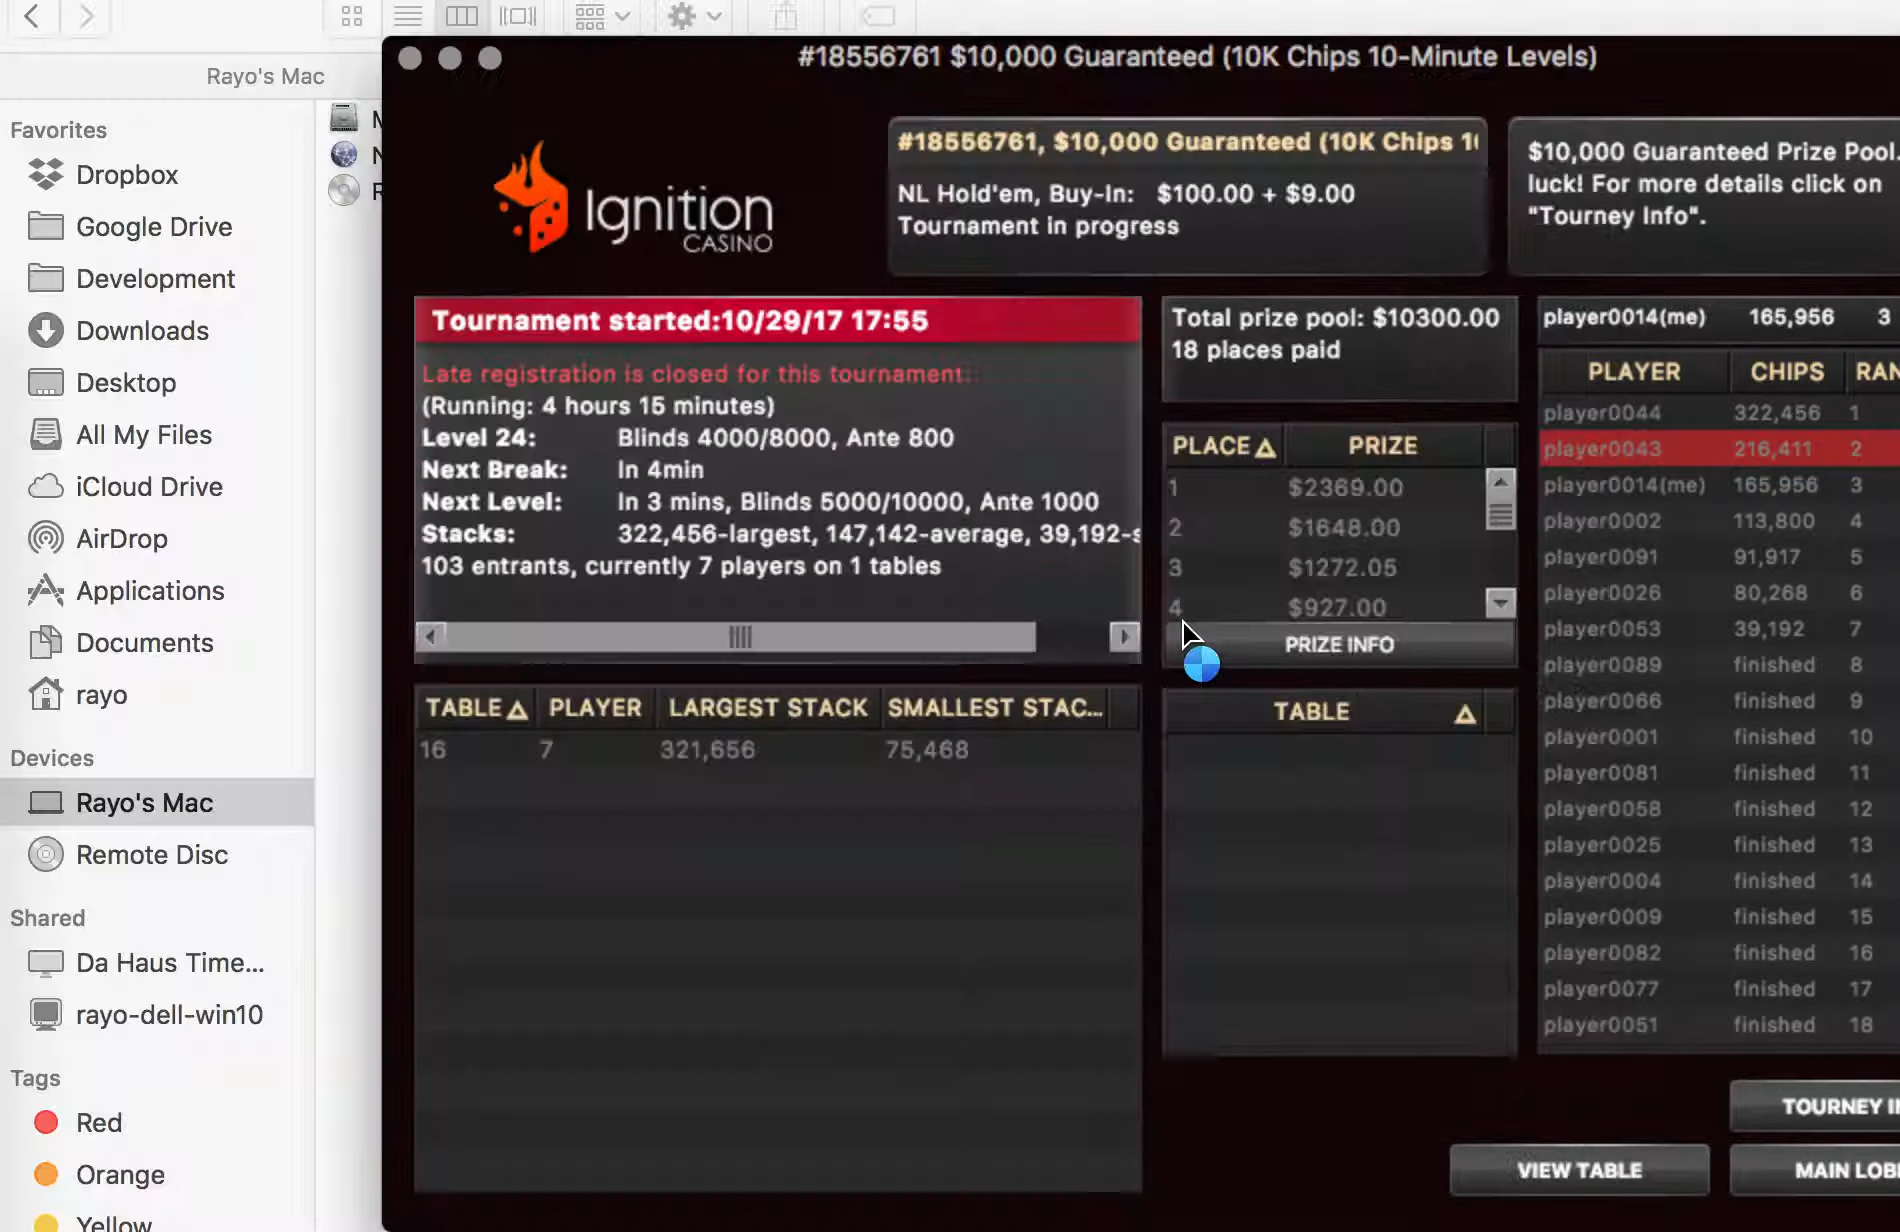 Rayo's Mac
Favorites
Dropbox
Google Drive
Development
Downloads
Desktop
All My Files
iCloud Drive
AirDrop
Applications
Documents
rayo
Devices
Rayo's Mac
Remote Disc
Shared
Da Haus Time...
rayo-dell-win10
Tags
Red
Orange
Yellow
#18556761 $10,000 Guaranteed (10K Chips 10-Minute Levels)
Ignition
CASINO
#18556761, $10,000 Guaranteed (10K Chips 1
NL Hold'em, Buy-In: $100.00 + $9.00
Tournament in progress
$10,000 Guaranteed Prize Pool.
luck! For more details click on
"Tourney Info".
Tournament started:10/29/17 17:55
Late registration is closed for this tournament.
(Running: 4 hours 15 minutes)
Level 24: Blinds 4000/8000, Ante 800
Next Break: In 4min
Next Level: In 3 mins, Blinds 5000/10000, Ante 1000
Stacks: 322,456-largest, 147,142-average, 39,192-s
103 entrants, currently 7 players on 1 tables
TABLE PLAYER LARGEST STACK SMALLEST STAC...
16 7 321,656 75,468
Total prize pool: $10300.00
18 places paid
PLACE PRIZE
1 $2369.00
2 $1648.00
3 $1272.05
4 $927.00
PRIZE INFO
TABLE
player0014(me) 165,956 3
PLAYER CHIPS RAN
player0044 322,456 1
player0043 216,411 2
player0014(me) 165,956 3
player0002 113,800 4
player0091 91,917 5
player0026 80,268 6
player0053 39,192 7
player0089 finished 8
player0066 finished 9
player0001 finished 10
player0081 finished 11
player0058 finished 12
player0025 finished 13
player0004 finished 14
player0009 finished 15
player0082 finished 16
player0077 finished 17
player0051 finished 18
TOURNEY I
VIEW TABLE
MAIN LOB